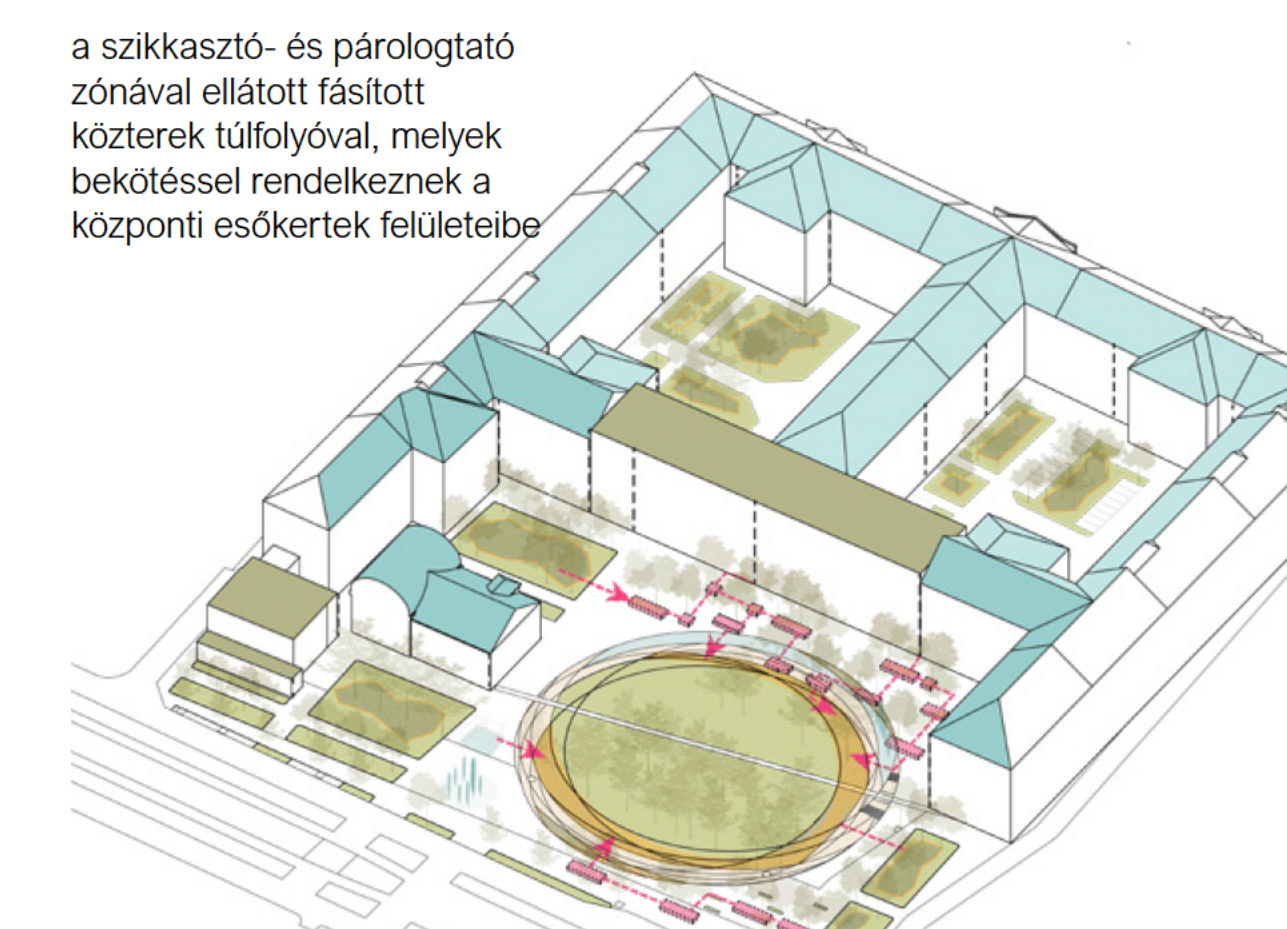 a szikkasztó- és párologtató
zónával ellátott fásított
közterek túlfolyóval, melyek
bekötéssel rendelkeznek a
központi esőkertek felületeibe